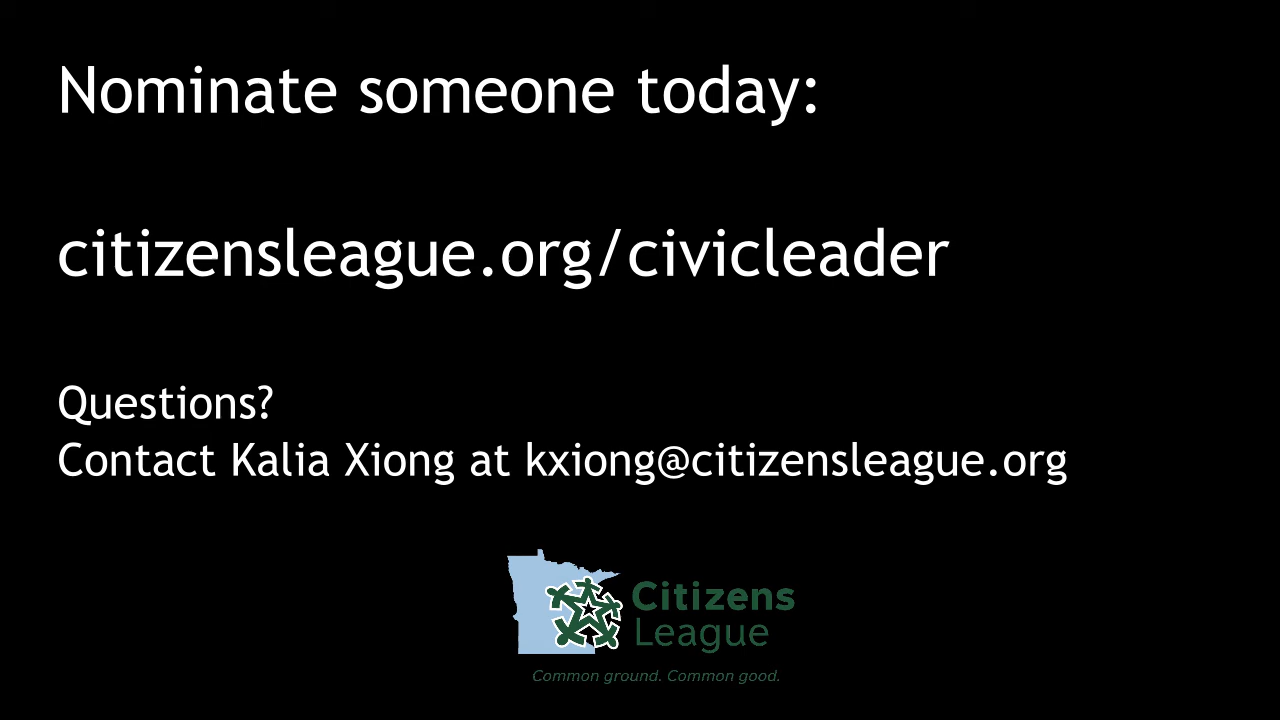 Nominate someone today:
citizensleague.org/civicleader
Questions?
Contact Kalia Xiong at kxiong@citizensleague.org
Citizens
League
Common ground. Common good.